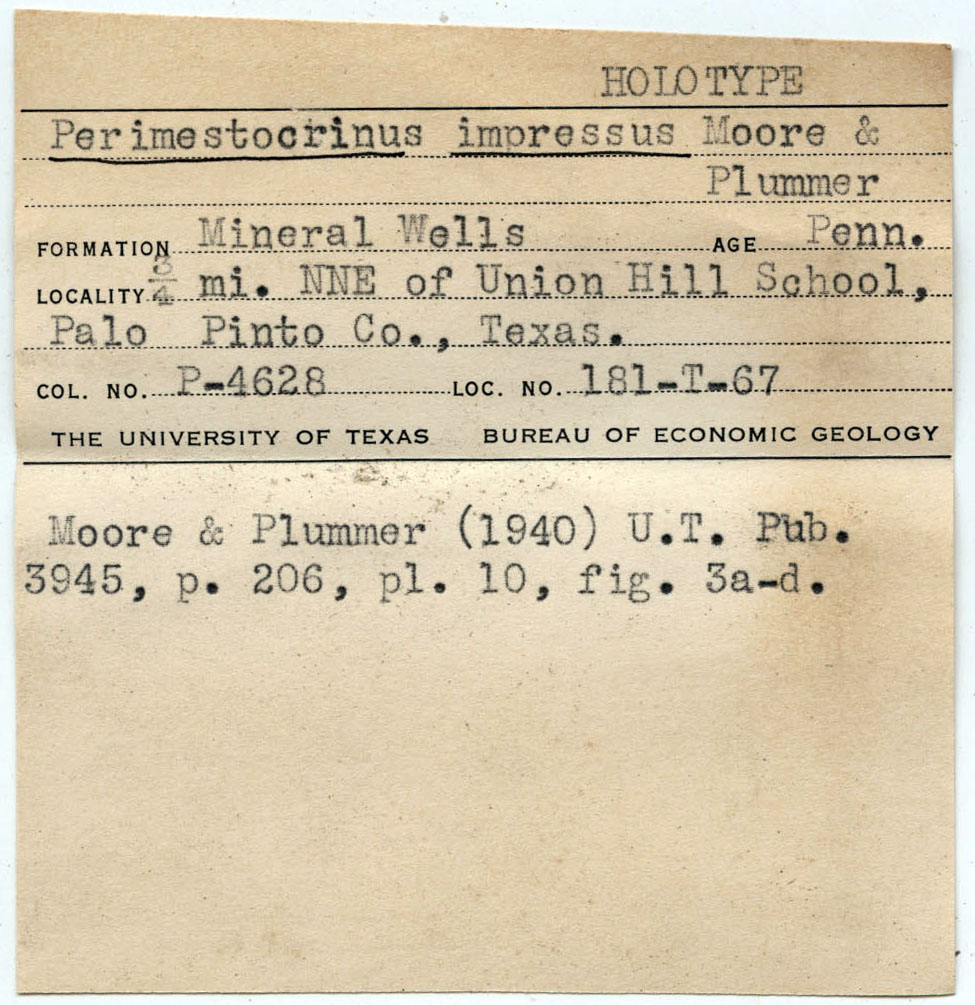 HOLOTYPE
Perimestocrinus impressus Moore &
Plummer
FORMATION Mineral Wells AGE Penn.
LOCALITY 3/4 mi. NNE of Union Hill School,
Palo Pinto Co., Texas.
COL. NO. P-4628 LOC. NO. 181-T-67
THE UNIVERSITY OF TEXAS BUREAU OF ECONOMIC GEOLOGY
Moore & Plummer (1940) U.T. Pub.
3945, p. 206, pl. 10, fig. 3a-d.